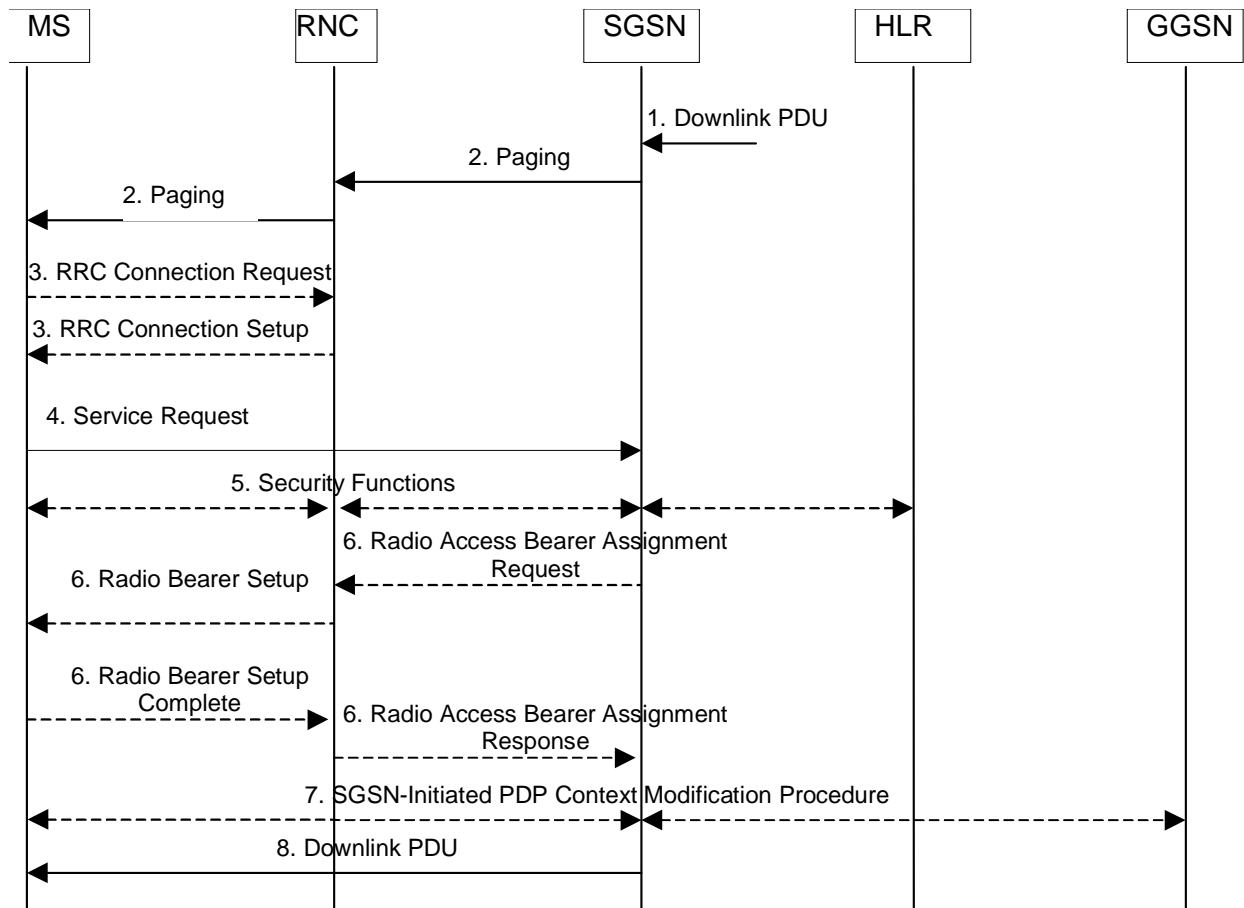 MS
RNC
SGSN
HLR
GGSN
1. Downlink PDU
2. Paging
2. Paging
3. RRC Connection Request
3. RRC Connection Setup
4. Service Request
5. Security Functions
6. Radio Access Bearer Assignment
Request
6. Radio Bearer Setup
6. Radio Bearer Setup
Complete
6. Radio Access Bearer Assignment
Response
7. SGSN-Initiated PDP Context Modification Procedure
8. Downlink PDU